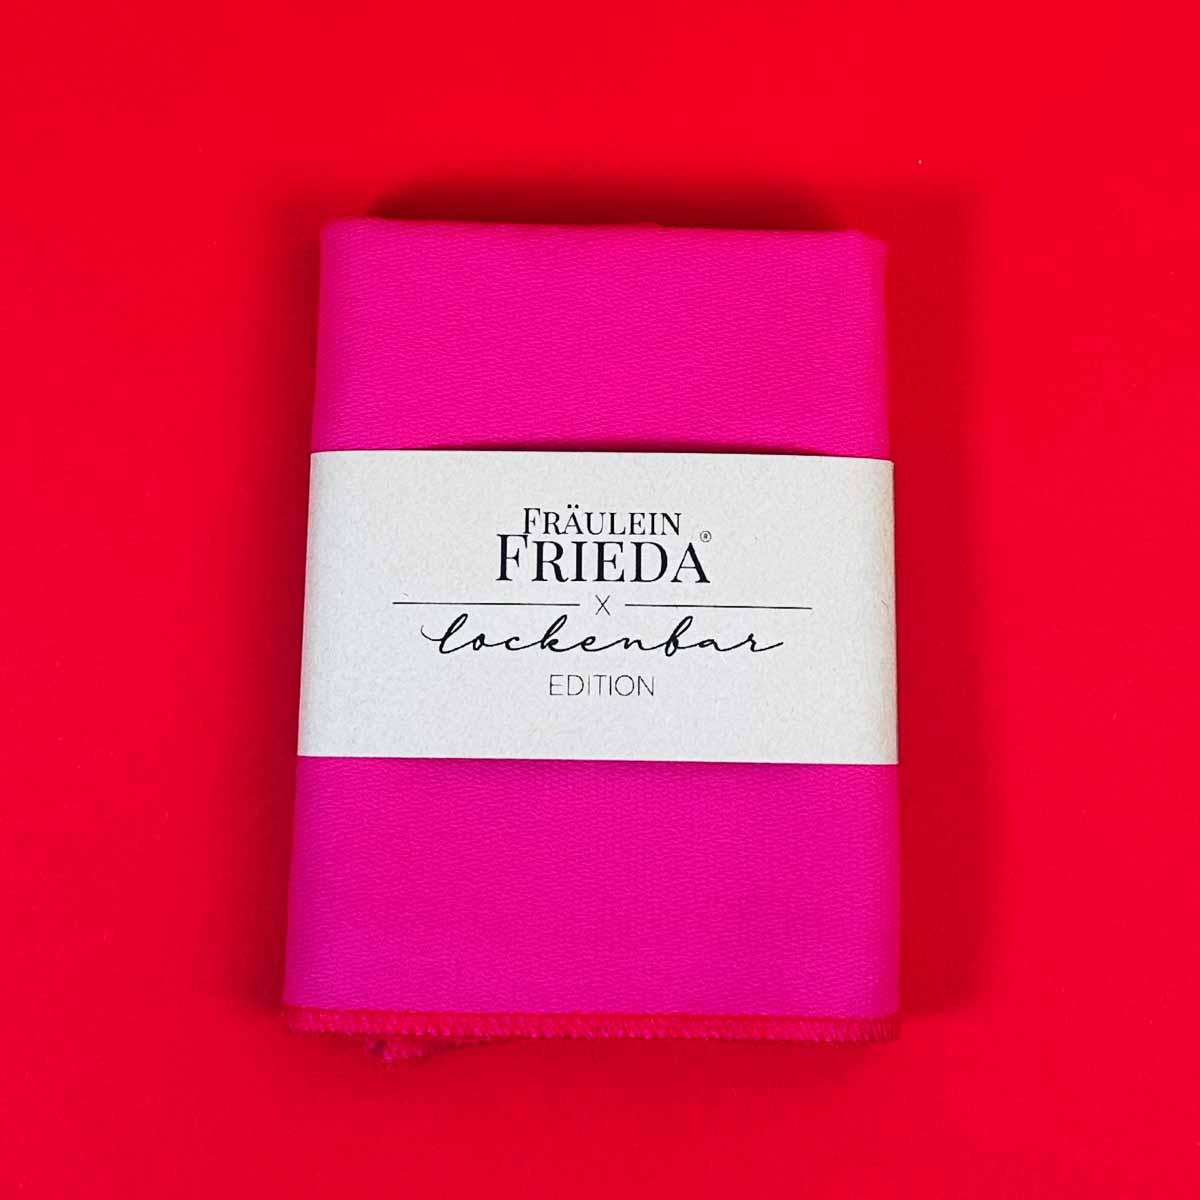 FRÄULEIN
FRIEDA®
X
lockenbar
EDITION